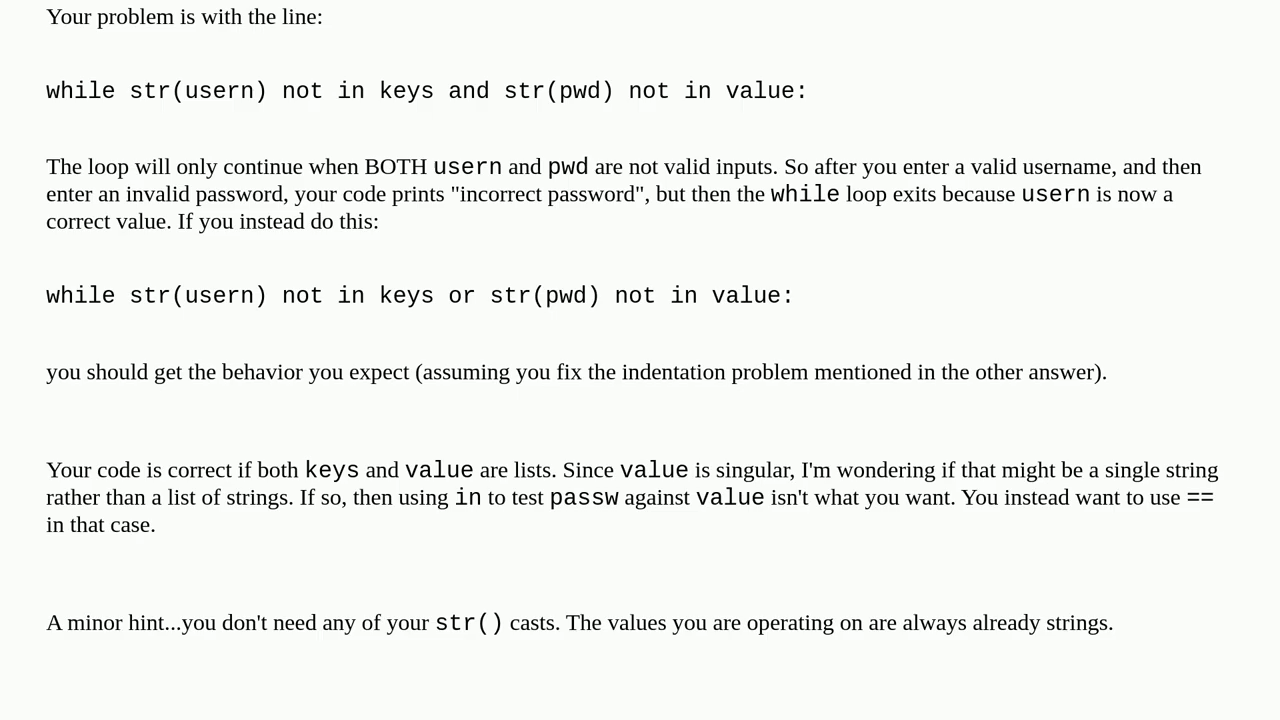 Your problem is with the line:
while str(usern) not in keys and str(pwd) not in value:
The loop will only continue when BOTH usern and pwd are not valid inputs. So after you enter a valid username, and then
enter an invalid password, your code prints "incorrect password", but then the while loop exits because usern is now a
correct value. If you instead do this:
while str(usern) not in keys or str(pwd) not in value:
you should get the behavior you expect (assuming you fix the indentation problem mentioned in the other answer).
Your code is correct if both keys and value are lists. Since value is singular, I'm wondering if that might be a single string
rather than a list of strings. If so, then using in to test passw against value isn't what you want. You instead want to use ==
in that case.
A minor hint...you don't need any of your str() casts. The values you are operating on are always already strings.